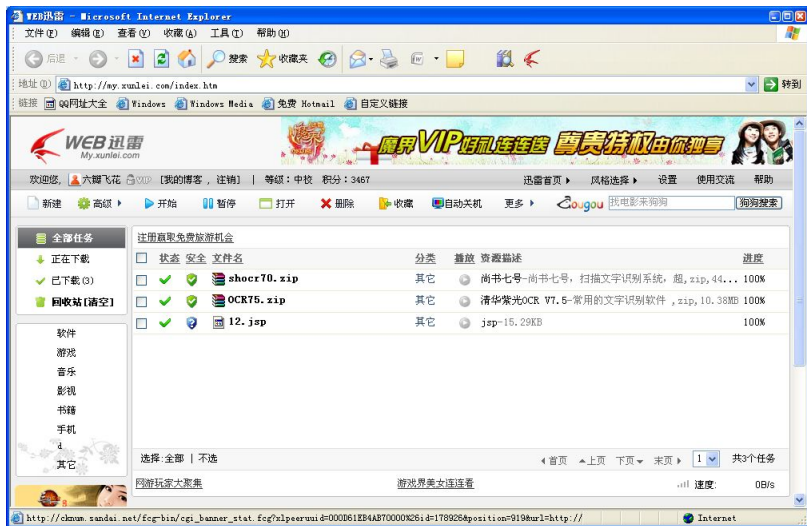 WEB迅雷 - Microsoft Internet Explorer
文件(F) 编辑(E) 查看(V) 收藏(A) 工具(T) 帮助(H)
后退 搜索 收藏夹
地址(D) http://my.xunlei.com/index.htm 转到
链接 QQ网址大全 Windows Windows Media 免费 Hotmail 自定义链接
WEB迅雷
My.xunlei.com
魔界VIP好礼连连送 尊贵特权由你独享
欢迎您, 六瓣飞花 VIP [我的博客, 注销] | 等级:中校 积分:3467 迅雷首页 风格选择 设置 使用交流 帮助
新建 高级 开始 暂停 打开 删除 收藏 自动关机 更多 Gougou 找电影来狗狗 狗狗搜索
全部任务
正在下载
已下载(3)
回收站[清空]
软件
游戏
音乐
影视
书籍
手机
d
其它
注册赢取免费旅游机会
状态 安全 文件名 分类 播放 资源描述 进度
shocr70.zip 其它 尚书七号-尚书七号，扫描文字识别系统，超,zip,44... 100%
OCR75.zip 其它 清华紫光OCR V7.5-常用的文字识别软件 ,zip,10.38MB 100%
12.jsp 其它 jsp-15.29KB 100%
选择:全部 | 不选 首页 上页 下页 末页 1 共3个任务
网游玩家大聚集 游戏界美女连连看 速度: 0B/s
http://cknum.sandai.net/fcg-bin/cgi_banner_stat.fcg?xlpeeruuid=000D61EB4AB70000%26id=178926&position=919&url=http:// Internet